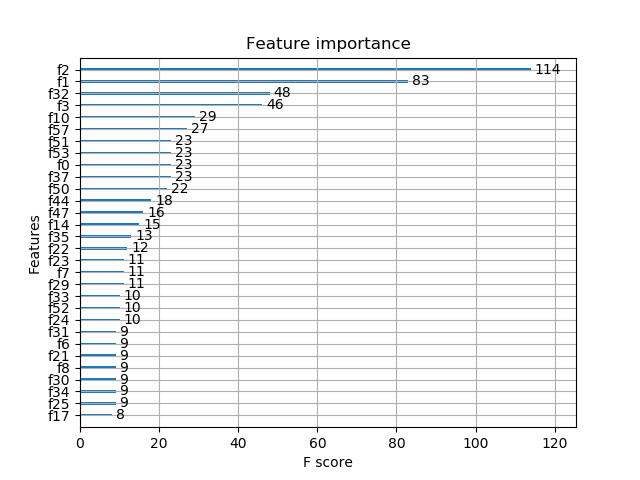 Feature importance
f2 114
f1 83
f32 48
f3 46
f10 29
f57 27
f51 23
f53 23
f0 23
f37 23
f50 22
f44 18
f47 16
f14 15
f35 13
f22 12
f23 11
f7 11
f29 11
f33 10
f52 10
f24 10
f31 9
f6 9
f21 9
f8 9
f30 9
f34 9
f25 9
f17 8
Features
0 20 40 60 80 100 120
F score